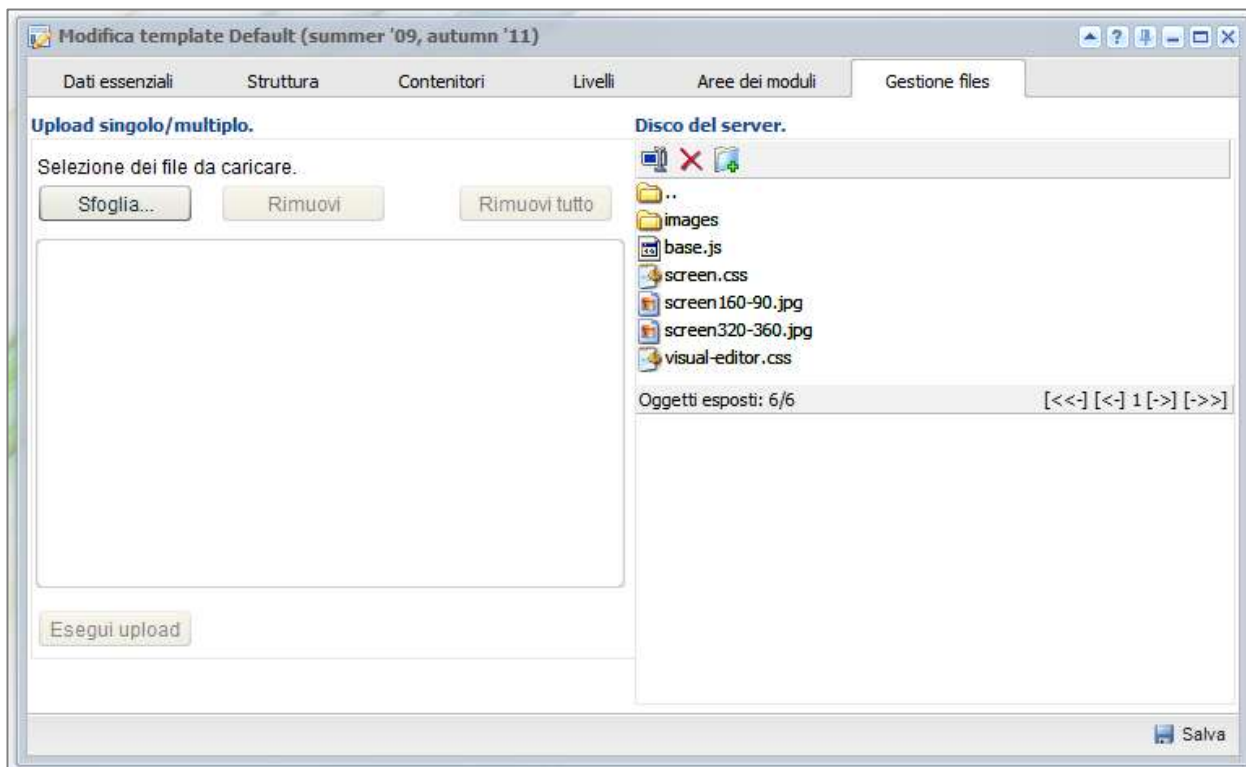 Modifica template Default (summer '09, autumn '11)
Dati essenziali Struttura Contenitori Livelli Aree dei moduli Gestione files
Upload singolo/multiplo.
Selezione dei file da caricare.
Sfoglia... Rimuovi Rimuovi tutto
Esegui upload
Disco del server.
..
images
base.js
screen.css
screen160-90.jpg
screen320-360.jpg
visual-editor.css
Oggetti esposti: 6/6 [<<-] [<-] 1 [->] [->>]
Salva